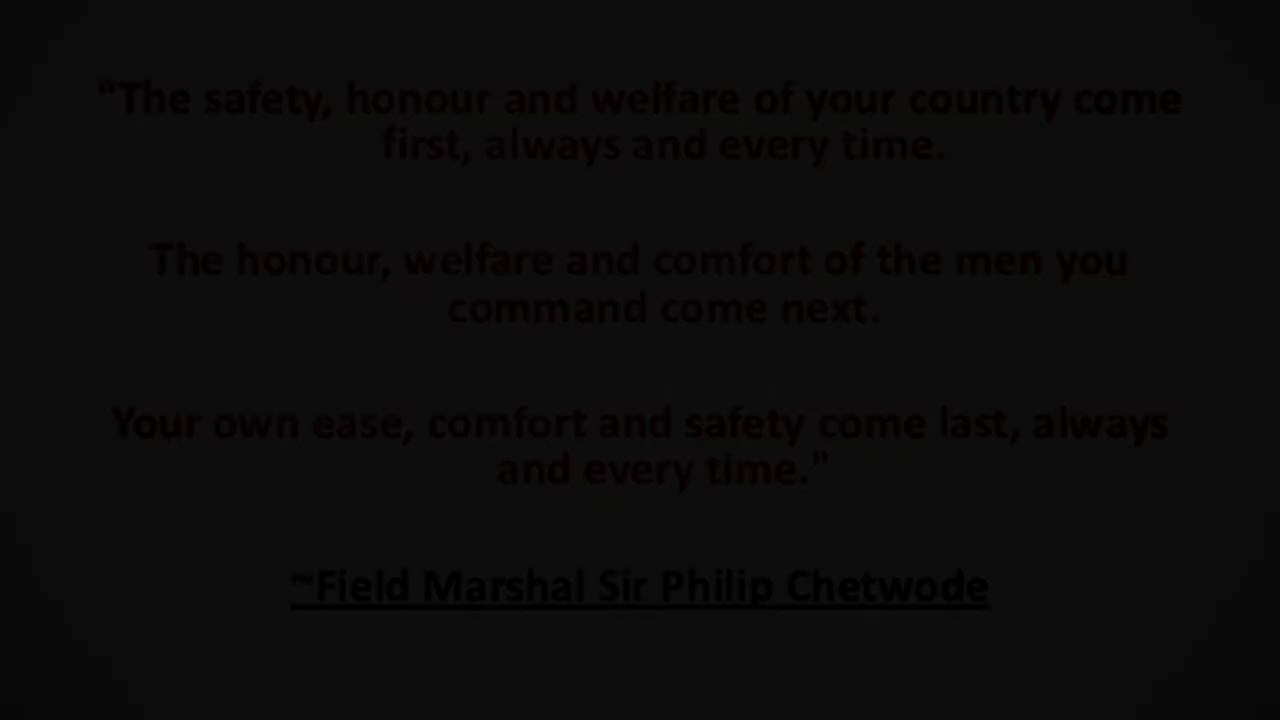 "The safety, honour and welfare of your country come
first, always and every time.
The honour, welfare and comfort of the men you
command come next.
Your own ease, comfort and safety come last, always
and every time."
~Field Marshal Sir Philip Chetwode